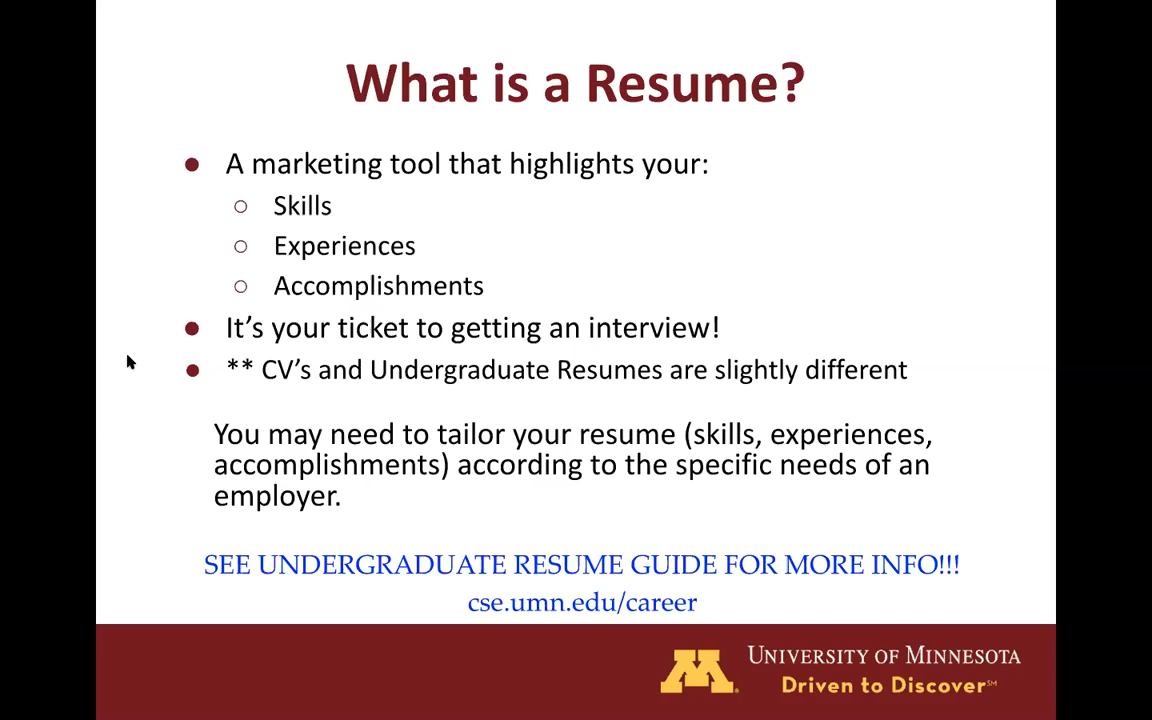 What is a Resume?
● A marketing tool that highlights your:
○ Skills
○ Experiences
○ Accomplishments
● It’s your ticket to getting an interview!
● ** CV’s and Undergraduate Resumes are slightly different
You may need to tailor your resume (skills, experiences,
accomplishments) according to the specific needs of an
employer.
SEE UNDERGRADUATE RESUME GUIDE FOR MORE INFO!!!
cse.umn.edu/career
M
UNIVERSITY OF MINNESOTA
Driven to Discover℠